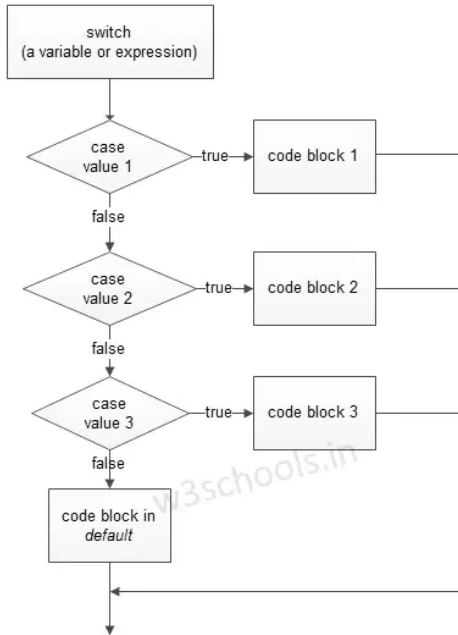 switch
(a variable or expression)
case
value 1
true
code block 1
false
case
value 2
true
code block 2
false
case
value 3
true
code block 3
false
w3schools.in
code block in
default